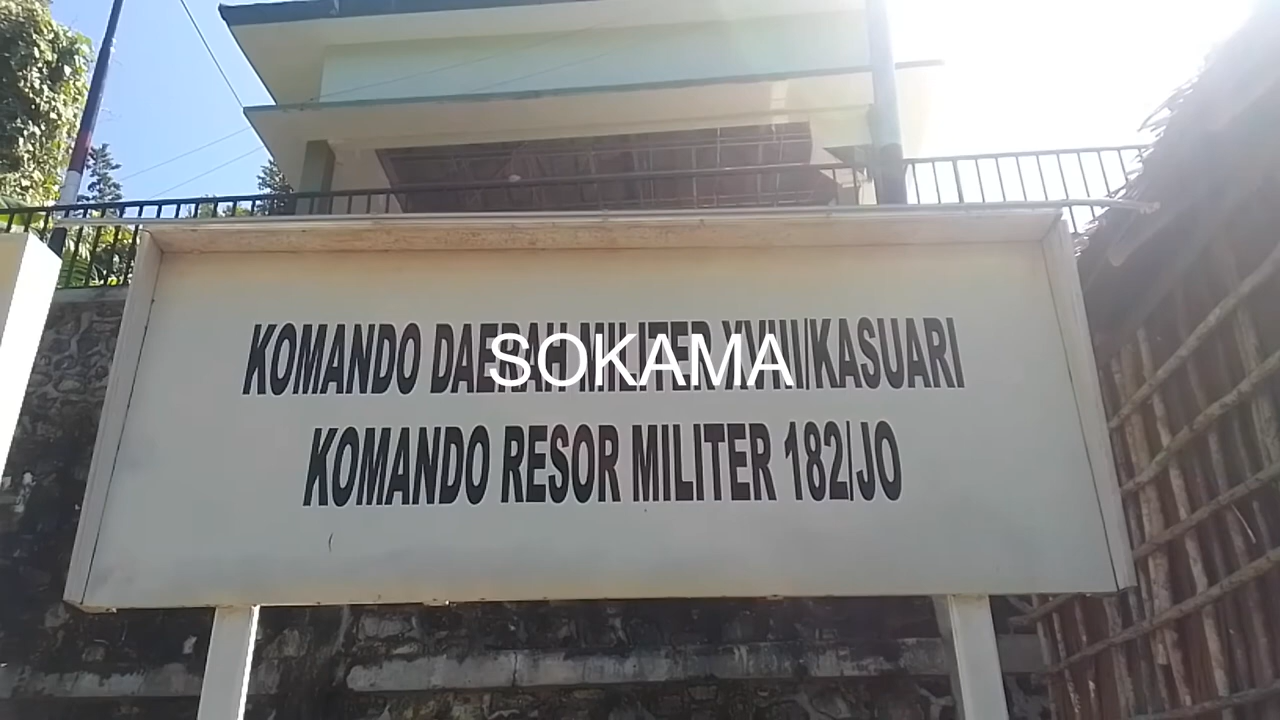 KOMANDO DAERAH MILITER XVIII/KASUARI
SOKAMA
KOMANDO RESOR MILITER 182/JO